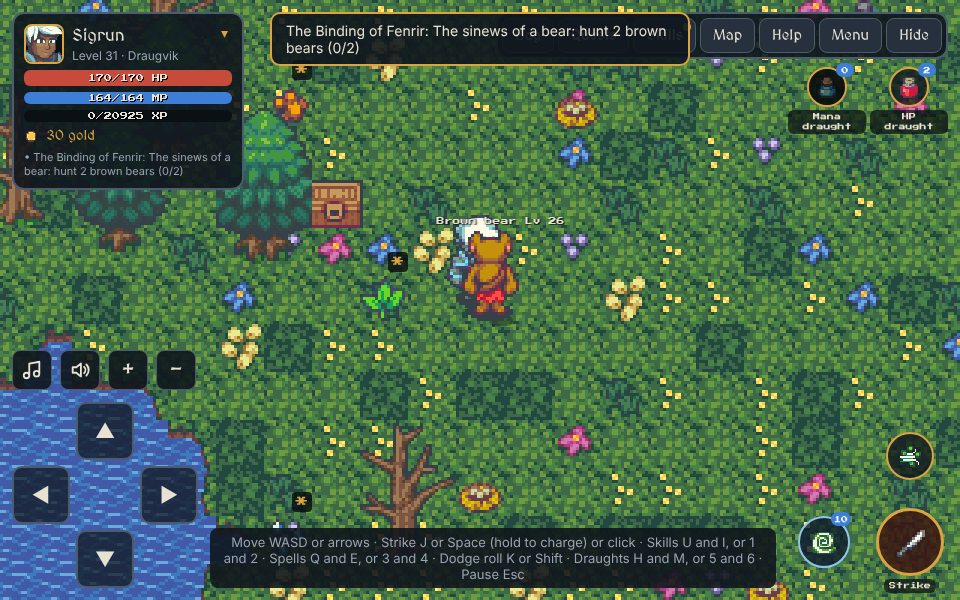 Sigrun
Level 31 · Draugvik
170/170 HP
164/164 MP
0/20925 XP
30 gold
• The Binding of Fenrir: The sinews of a
bear: hunt 2 brown bears (0/2)
The Binding of Fenrir: The sinews of a bear: hunt 2 brown
bears (0/2)
Map
Help
Menu
Hide
0
Mana
draught
2
HP
draught
Brown bear Lv 26
10
Strike
Move WASD or arrows · Strike J or Space (hold to charge) or click · Skills U and I, or 1
and 2 · Spells Q and E, or 3 and 4 · Dodge roll K or Shift · Draughts H and M, or 5 and 6 ·
Pause Esc